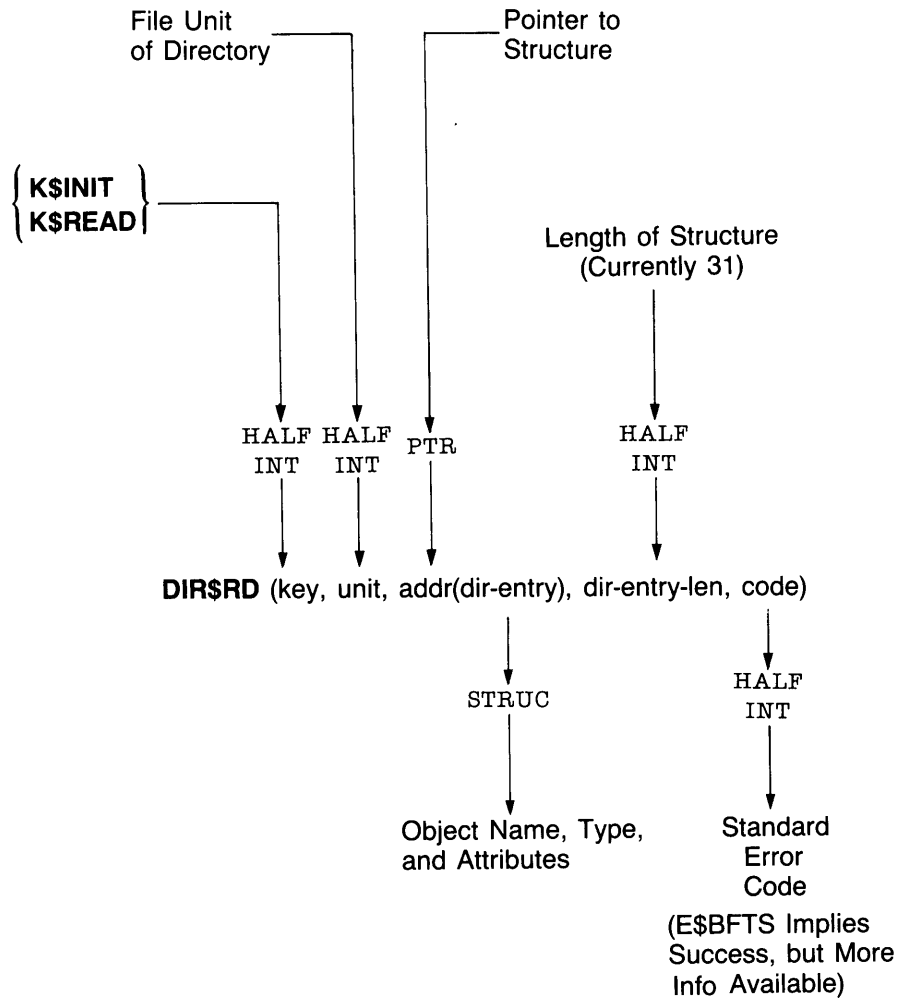 File Unit
of Directory
Pointer to
Structure
K$INIT
K$READ
Length of Structure
(Currently 31)
HALF
INT
HALF
INT
PTR
HALF
INT
DIR$RD (key, unit, addr(dir-entry), dir-entry-len, code)
STRUC
HALF
INT
Object Name, Type,
and Attributes
Standard
Error
Code
(E$BFTS Implies
Success, but More
Info Available)